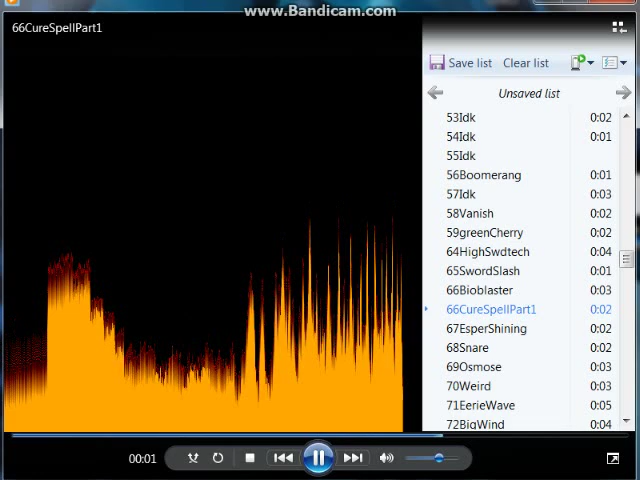 www.Bandicam.com
66CureSpellPart1
Save list Clear list
Unsaved list
53Idk 0:02
54Idk 0:01
55Idk
56Boomerang 0:01
57Idk 0:03
58Vanish 0:02
59greenCherry 0:02
64HighSwdtech 0:04
65SwordSlash 0:01
66Bioblaster 0:03
66CureSpellPart1 0:02
67EsperShining 0:02
68Snare 0:02
69Osmose 0:03
70Weird 0:03
71EerieWave 0:05
72BigWind 0:04
00:01